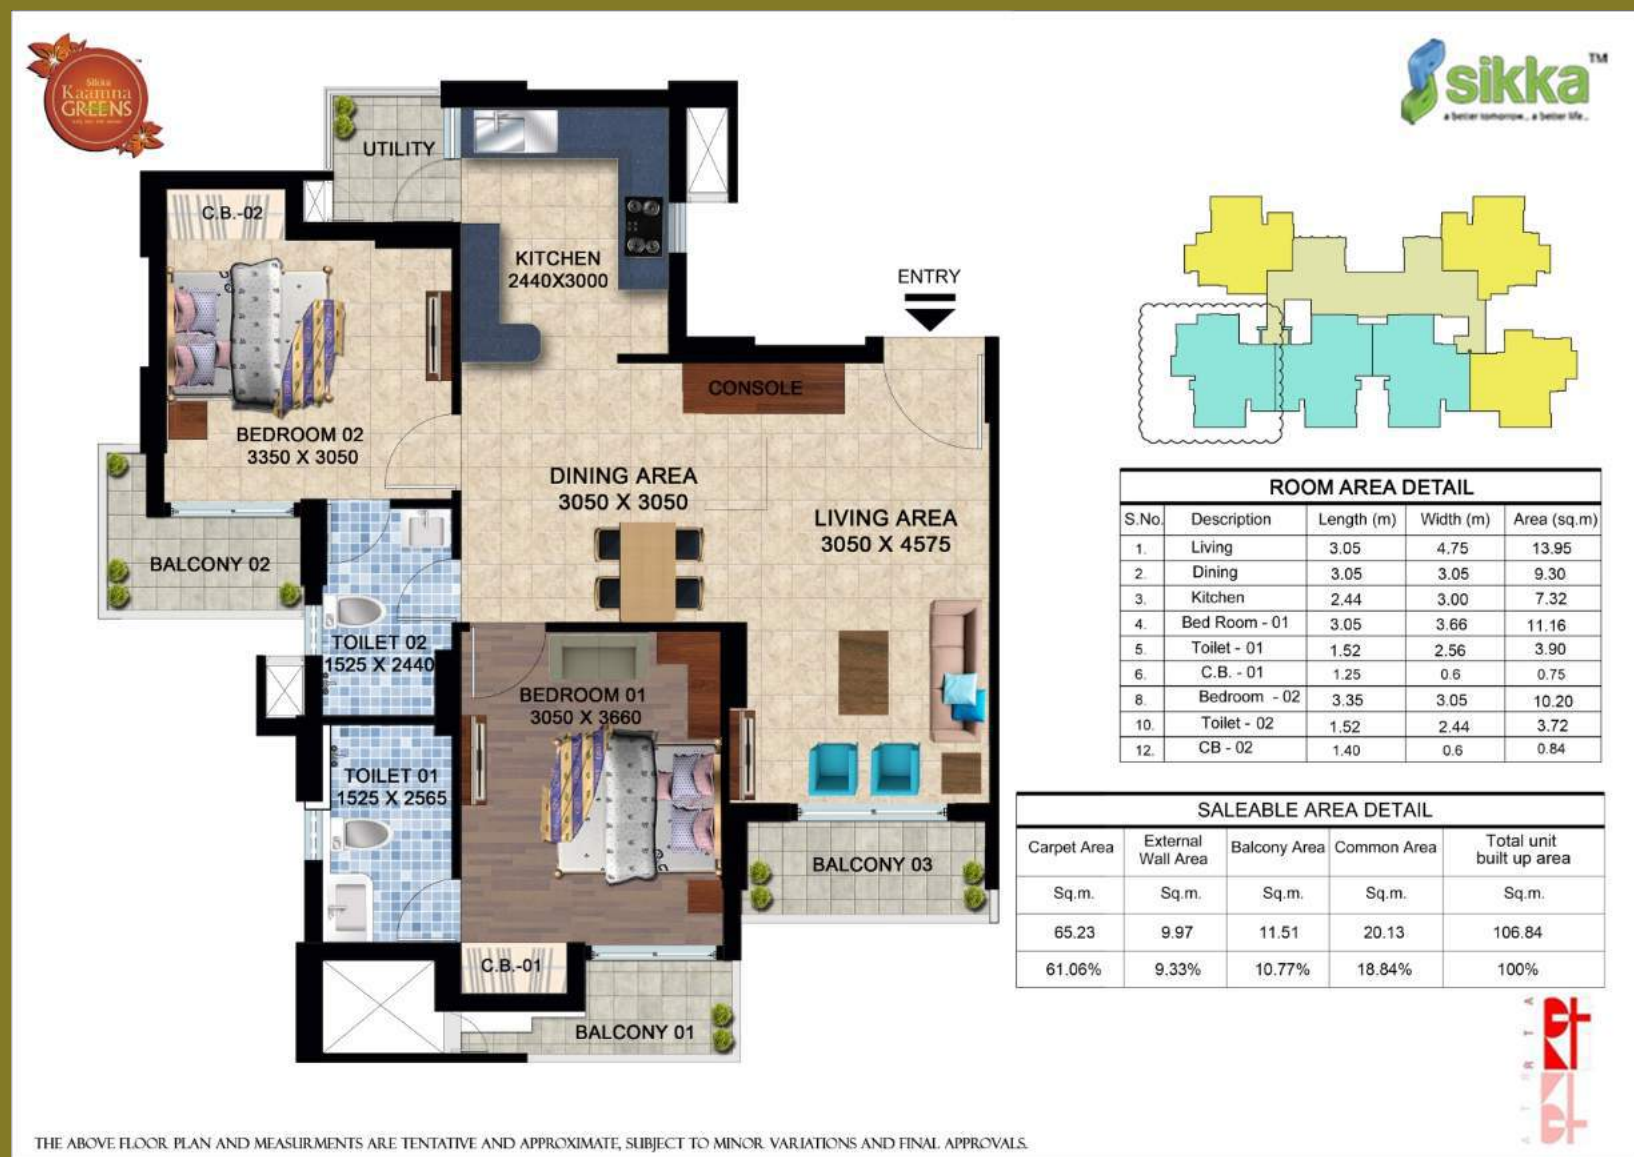 Sikka
Kaamna
GREENS
sikka TM
a better tomorrow... a better life...
UTILITY
C.B.-02
KITCHEN
2440X3000
ENTRY
CONSOLE
BEDROOM 02
3350 X 3050
DINING AREA
3050 X 3050
LIVING AREA
3050 X 4575
BALCONY 02
TOILET 02
1525 X 2440
BEDROOM 01
3050 X 3660
TOILET 01
1525 X 2565
BALCONY 03
C.B.-01
BALCONY 01
ROOM AREA DETAIL
S.No. Description Length (m) Width (m) Area (sq.m)
1. Living 3.05 4.75 13.95
2. Dining 3.05 3.05 9.30
3. Kitchen 2.44 3.00 7.32
4. Bed Room - 01 3.05 3.66 11.16
5. Toilet - 01 1.52 2.56 3.90
6. C.B. - 01 1.25 0.6 0.75
8. Bedroom - 02 3.35 3.05 10.20
10. Toilet - 02 1.52 2.44 3.72
12. CB - 02 1.40 0.6 0.84
SALEABLE AREA DETAIL
Carpet Area External Wall Area Balcony Area Common Area Total unit built up area
Sq.m. Sq.m. Sq.m. Sq.m. Sq.m.
65.23 9.97 11.51 20.13 106.84
61.06% 9.33% 10.77% 18.84% 100%
THE ABOVE FLOOR PLAN AND MEASURMENTS ARE TENTATIVE AND APPROXIMATE, SUBJECT TO MINOR VARIATIONS AND FINAL APPROVALS.